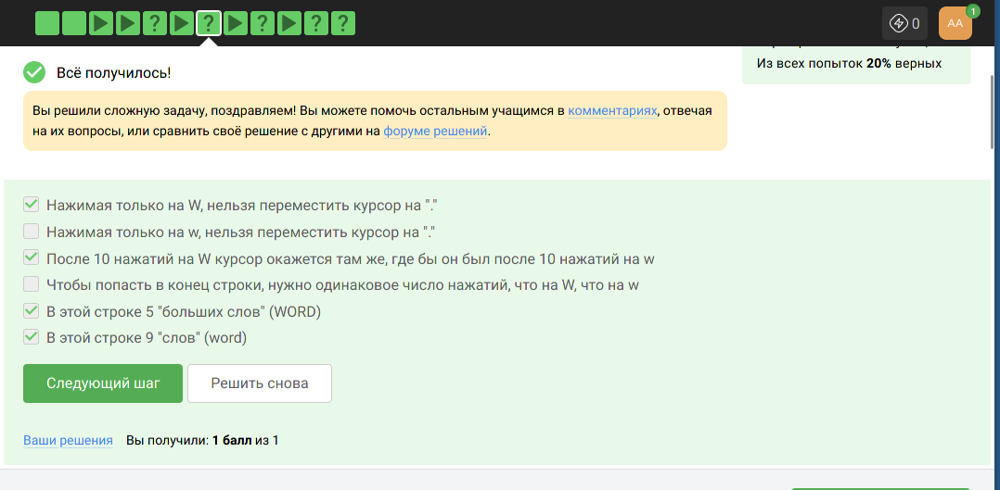 ? ? ? ? ?
0
АА
1
Всё получилось!
Из всех попыток 20% верных
Вы решили сложную задачу, поздравляем! Вы можете помочь остальным учащимся в комментариях, отвечая
на их вопросы, или сравнить своё решение с другими на форуме решений.
Нажимая только на W, нельзя переместить курсор на "."
Нажимая только на w, нельзя переместить курсор на "."
После 10 нажатий на W курсор окажется там же, где бы он был после 10 нажатий на w
Чтобы попасть в конец строки, нужно одинаковое число нажатий, что на W, что на w
В этой строке 5 "больших слов" (WORD)
В этой строке 9 "слов" (word)
Следующий шаг
Решить снова
Ваши решения Вы получили: 1 балл из 1